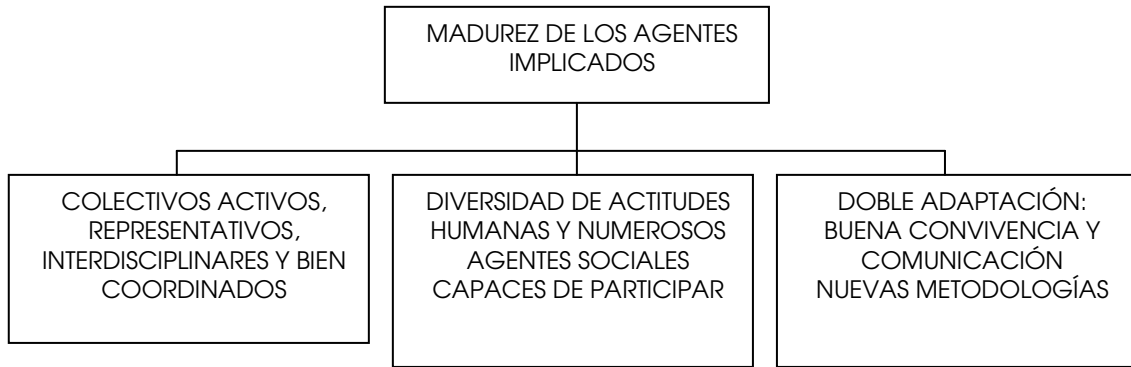 MADUREZ DE LOS AGENTES
IMPLICADOS
COLECTIVOS ACTIVOS,
REPRESENTATIVOS,
INTERDISCIPLINARES Y BIEN
COORDINADOS
DIVERSIDAD DE ACTITUDES
HUMANAS Y NUMEROSOS
AGENTES SOCIALES
CAPACES DE PARTICIPAR
DOBLE ADAPTACIÓN:
BUENA CONVIVENCIA Y
COMUNICACIÓN
NUEVAS METODOLOGÍAS